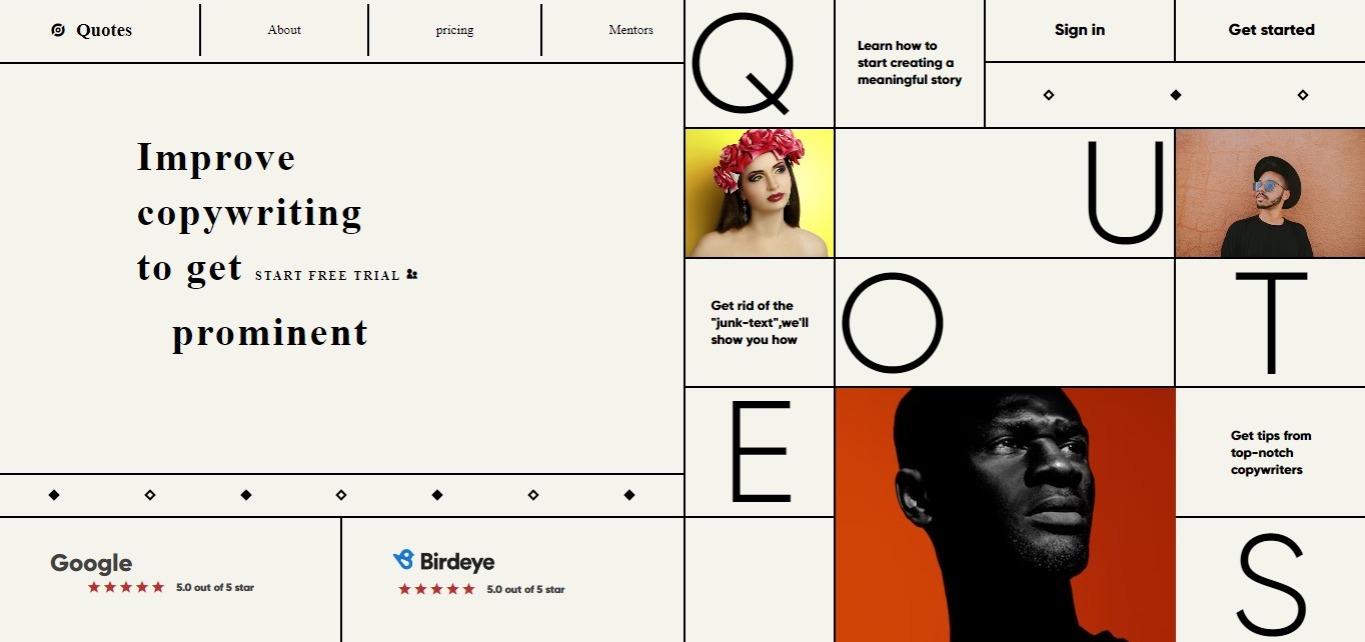 Quotes
About
pricing
Mentors
Improve
copywriting
to get START FREE TRIAL
prominent
Google
5.0 out of 5 star
Birdeye
5.0 out of 5 star
Q
Learn how to
start creating a
meaningful story
Sign in
Get started
U
Get rid of the
"junk-text",we'll
show you how
O
T
E
Get tips from
top-notch
copywriters
S